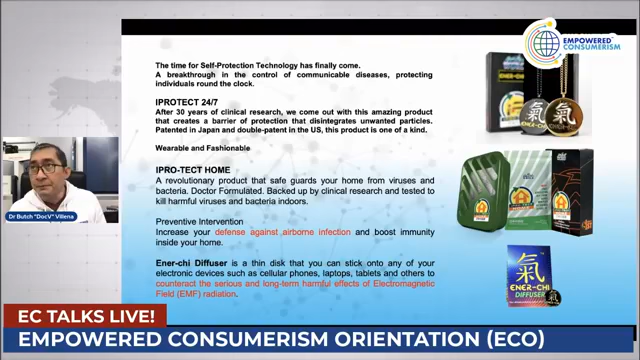 EMPOWERED
CONSUMERISM
The time for Self-Protection Technology has finally come.
A breakthrough in the control of communicable diseases, protecting
individuals round the clock.
IPROTECT 24/7
After 30 years of clinical research, we come out with this amazing product
that creates a barrier of protection that disintegrates unwanted particles.
Patented in Japan and double-patent in the US, this product is one of a kind.
Wearable and Fashionable
IPRO-TECT HOME
A revolutionary product that safe guards your home from viruses and
bacteria. Doctor Formulated. Backed up by clinical research and tested to
kill harmful viruses and bacteria indoors.
Preventive Intervention
Increase your defense against airborne infection and boost immunity
inside your home.
Ener-chi Diffuser is a thin disk that you can stick onto any of your
electronic devices such as cellular phones, laptops, tablets and others to
counteract the serious and long-term harmful effects of Electromagnetic
Field (EMF) radiation.
氣
氣
ENER-CHI
ENER-CHI
氣
ENER-CHI
DIFFUSER
Dr Butch "DocV" Villena
EC TALKS LIVE!
EMPOWERED CONSUMERISM ORIENTATION (ECO)